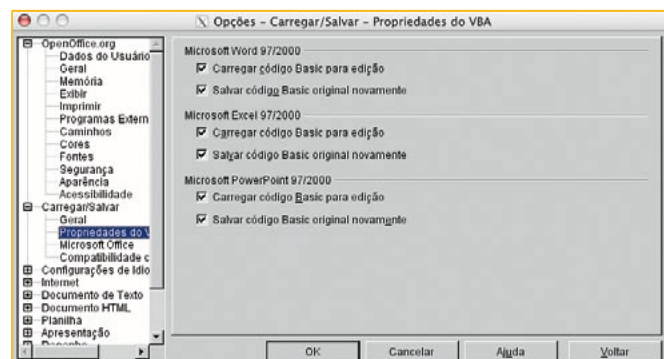 Opções – Carregar/Salvar – Propriedades do VBA
OpenOffice.org
Dados do Usuário
Geral
Memória
Exibir
Imprimir
Programas Extern
Caminhos
Cores
Fontes
Segurança
Aparência
Acessibilidade
Carregar/Salvar
Geral
Propriedades do V
Microsoft Office
Compatibilidade c
Configurações de Idio
Internet
Documento de Texto
Documento HTML
Planilha
Apresentação
Microsoft Word 97/2000
Carregar código Basic para edição
Salvar código Basic original novamente
Microsoft Excel 97/2000
Carregar código Basic para edição
Salvar código Basic original novamente
Microsoft PowerPoint 97/2000
Carregar código Basic para edição
Salvar código Basic original novamente
OK Cancelar Ajuda Voltar